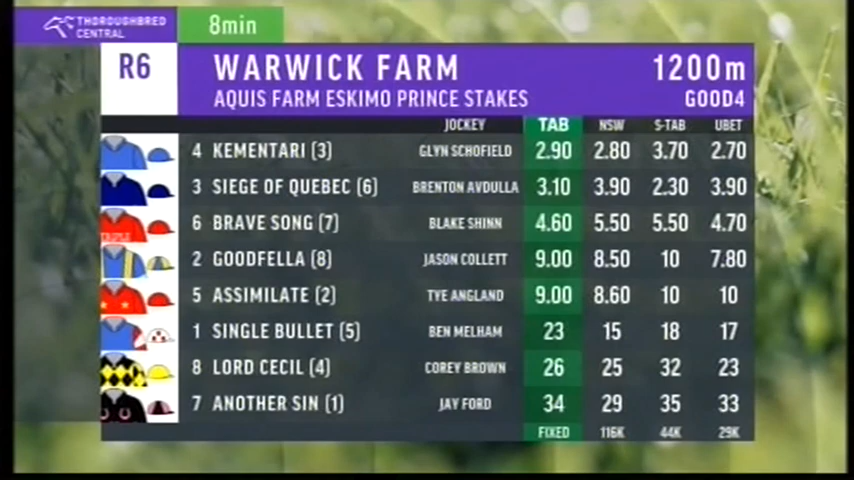 THOROUGHBRED CENTRAL
8min
R6 WARWICK FARM 1200m
AQUIS FARM ESKIMO PRINCE STAKES GOOD4
JOCKEY TAB NSW S-TAB UBET
4 KEMENTARI (3) GLYN SCHOFIELD 2.90 2.80 3.70 2.70
3 SIEGE OF QUEBEC (6) BRENTON AVDULLA 3.10 3.90 2.30 3.90
6 BRAVE SONG (7) BLAKE SHINN 4.60 5.50 5.50 4.70
2 GOODFELLA (8) JASON COLLETT 9.00 8.50 10 7.80
5 ASSIMILATE (2) TYE ANGLAND 9.00 8.60 10 10
1 SINGLE BULLET (5) BEN MELHAM 23 15 18 17
8 LORD CECIL (4) COREY BROWN 26 25 32 23
7 ANOTHER SIN (1) JAY FORD 34 29 35 33
FIXED 116K 44K 29K